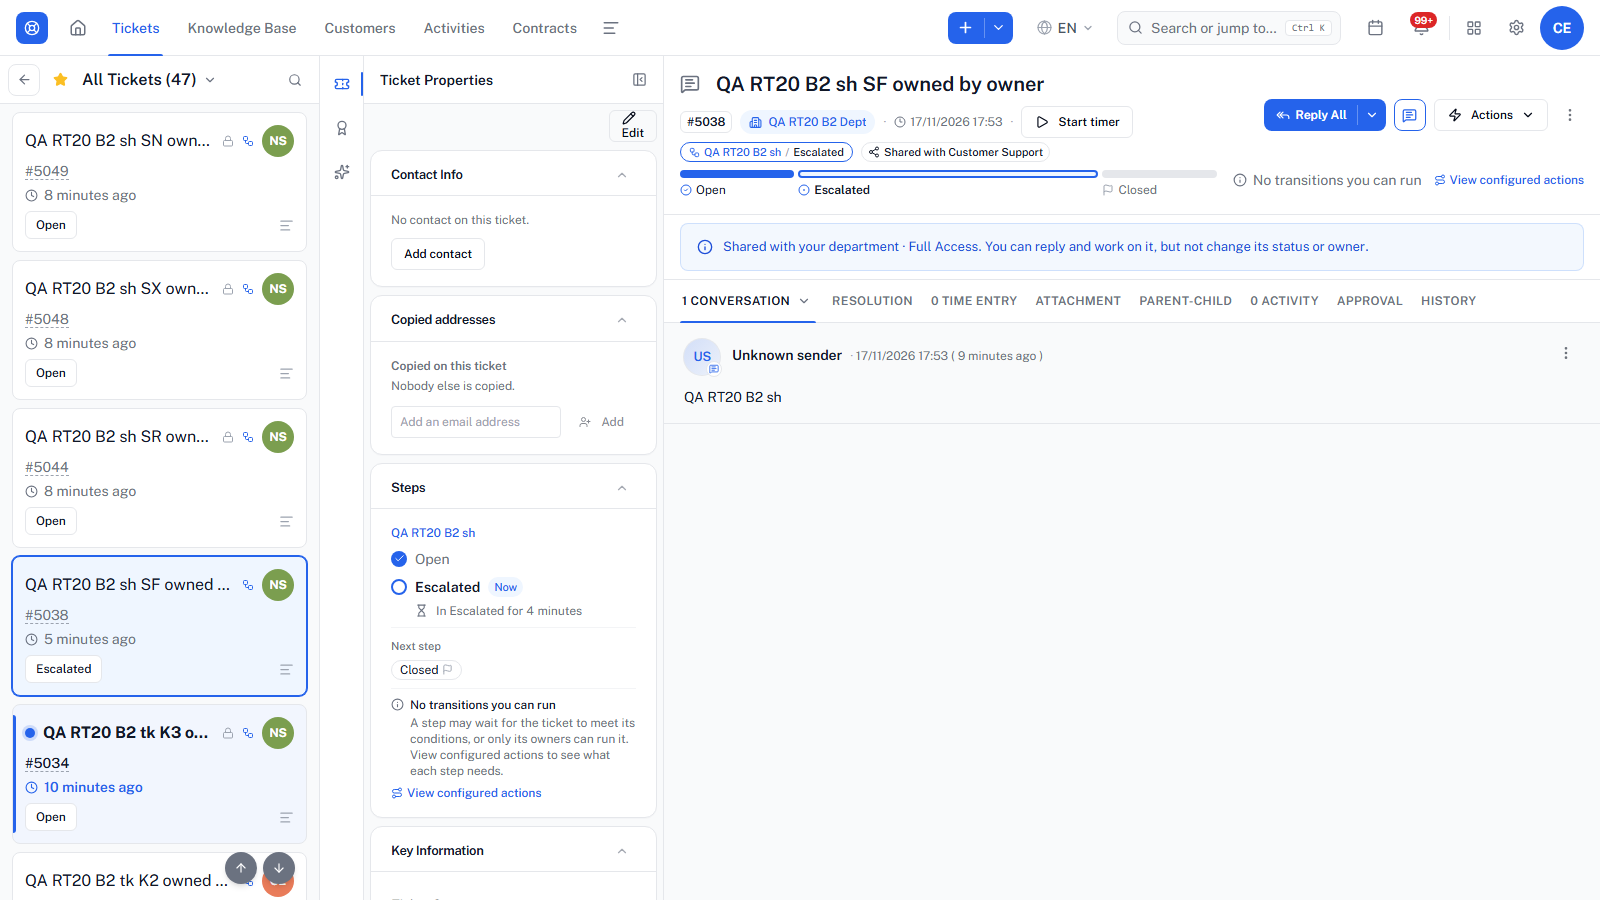 Tickets
Knowledge Base
Customers
Activities
Contracts
EN
Search or jump to...
Ctrl K
99+
CE
All Tickets (47)
QA RT20 B2 sh SN own...
NS
#5049
8 minutes ago
Open
QA RT20 B2 sh SX own...
NS
#5048
8 minutes ago
Open
QA RT20 B2 sh SR own...
NS
#5044
8 minutes ago
Open
QA RT20 B2 sh SF owned ...
NS
#5038
5 minutes ago
Escalated
QA RT20 B2 tk K3 o...
NS
#5034
10 minutes ago
Open
QA RT20 B2 tk K2 owned ...
Ticket Properties
Edit
Contact Info
No contact on this ticket.
Add contact
Copied addresses
Copied on this ticket
Nobody else is copied.
Add an email address
Add
Steps
QA RT20 B2 sh
Open
Escalated Now
In Escalated for 4 minutes
Next step
Closed
No transitions you can run
A step may wait for the ticket to meet its
conditions, or only its owners can run it.
View configured actions to see what
each step needs.
View configured actions
Key Information
QA RT20 B2 sh SF owned by owner
#5038
QA RT20 B2 Dept
· 17/11/2026 17:53 ·
Start timer
Reply All
Actions
QA RT20 B2 sh / Escalated
Shared with Customer Support
Open
Escalated
Closed
No transitions you can run
View configured actions
Shared with your department · Full Access. You can reply and work on it, but not change its status or owner.
1 CONVERSATION
RESOLUTION
0 TIME ENTRY
ATTACHMENT
PARENT-CHILD
0 ACTIVITY
APPROVAL
HISTORY
US
Unknown sender · 17/11/2026 17:53 ( 9 minutes ago )
QA RT20 B2 sh